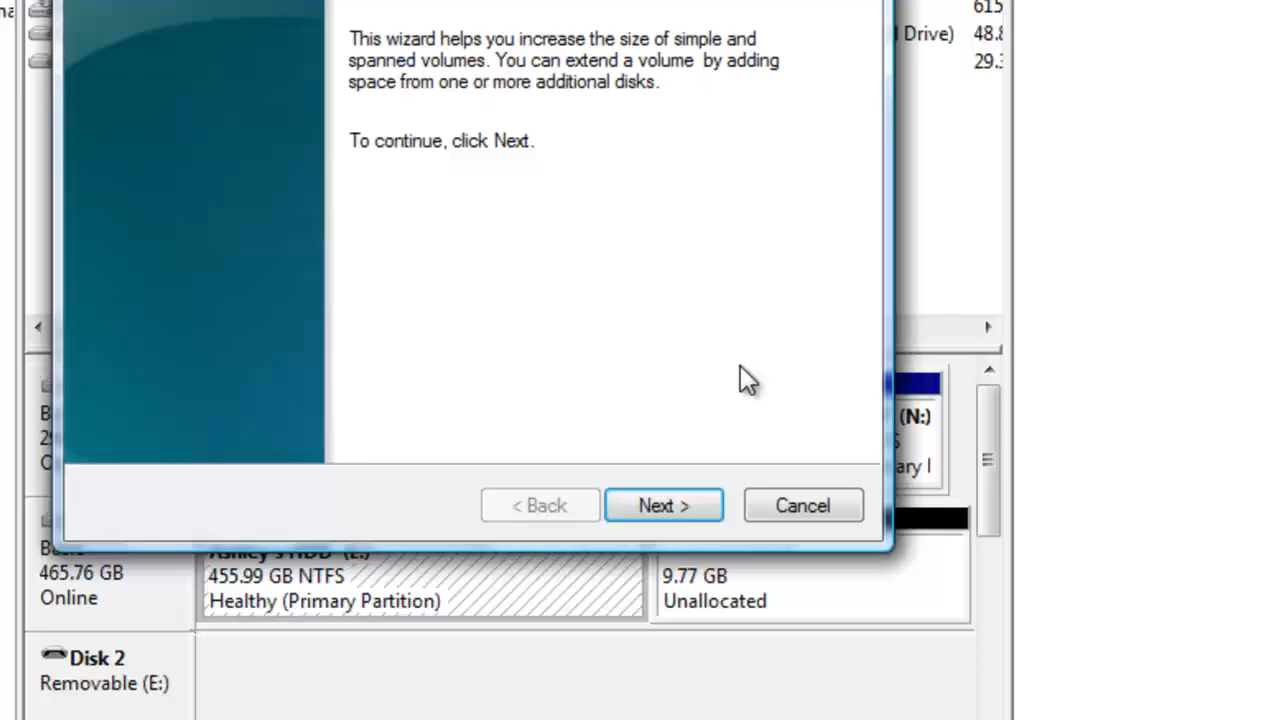 615
This wizard helps you increase the size of simple and
spanned volumes. You can extend a volume by adding
space from one or more additional disks.
Drive)
48.8
29.
To continue, click Next.
(N:)
ary
< Back
Next >
Cancel
465.76 GB
Online
455.99 GB NTFS
Healthy (Primary Partition)
9.77 GB
Unallocated
Disk 2
Removable (E:)